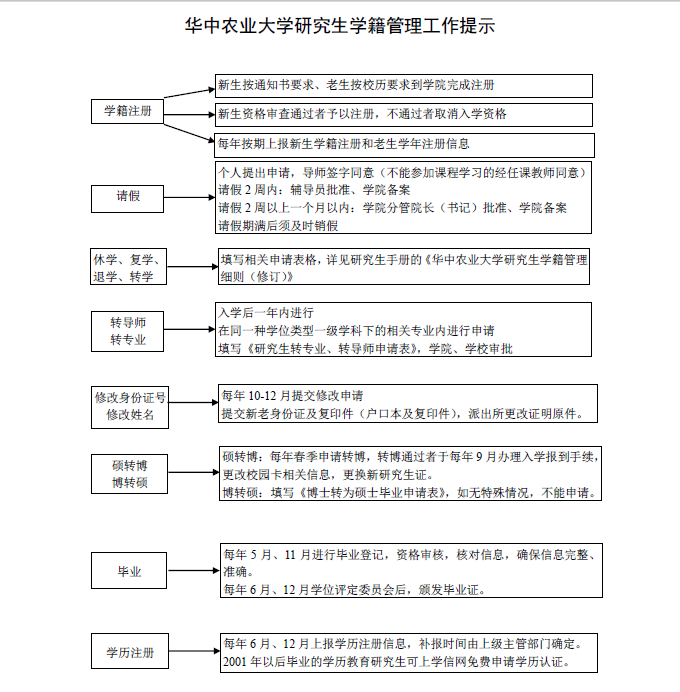 华中农业大学研究生学籍管理工作提示
学籍注册
新生按通知书要求、老生按校历要求到学院完成注册
新生资格审查通过者予以注册，不通过者取消入学资格
每年按期上报新生学籍注册和老生学年注册信息
请假
个人提出申请，导师签字同意（不能参加课程学习的经任课教师同意）
请假 2 周内：辅导员批准、学院备案
请假 2 周以上一个月以内：学院分管院长（书记）批准、学院备案
请假期满后须及时销假
休学、复学、
退学、转学
填写相关申请表格，详见研究生手册的《华中农业大学研究生学籍管理
细则（修订）》
转导师
转专业
入学后一年内进行
在同一种学位类型一级学科下的相关专业内进行申请
填写《研究生转专业、转导师申请表》，学院、学校审批
修改身份证号
修改姓名
每年 10-12 月提交修改申请
提交新老身份证及复印件（户口本及复印件），派出所更改证明原件。
硕转博
博转硕
硕转博：每年春季申请转博，转博通过者于每年 9 月办理入学报到手续，
更改校园卡相关信息，更换新研究生证。
博转硕：填写《博士转为硕士毕业申请表》，如无特殊情况，不能申请。
毕业
每年 5 月、11 月进行毕业登记，资格审核，核对信息，确保信息完整、
准确。
每年 6 月、12 月学位评定委员会后，颁发毕业证。
学历注册
每年 6 月、12 月上报学历注册信息，补报时间由上级主管部门确定。
2001 年以后毕业的学历教育研究生可上学信网免费申请学历认证。